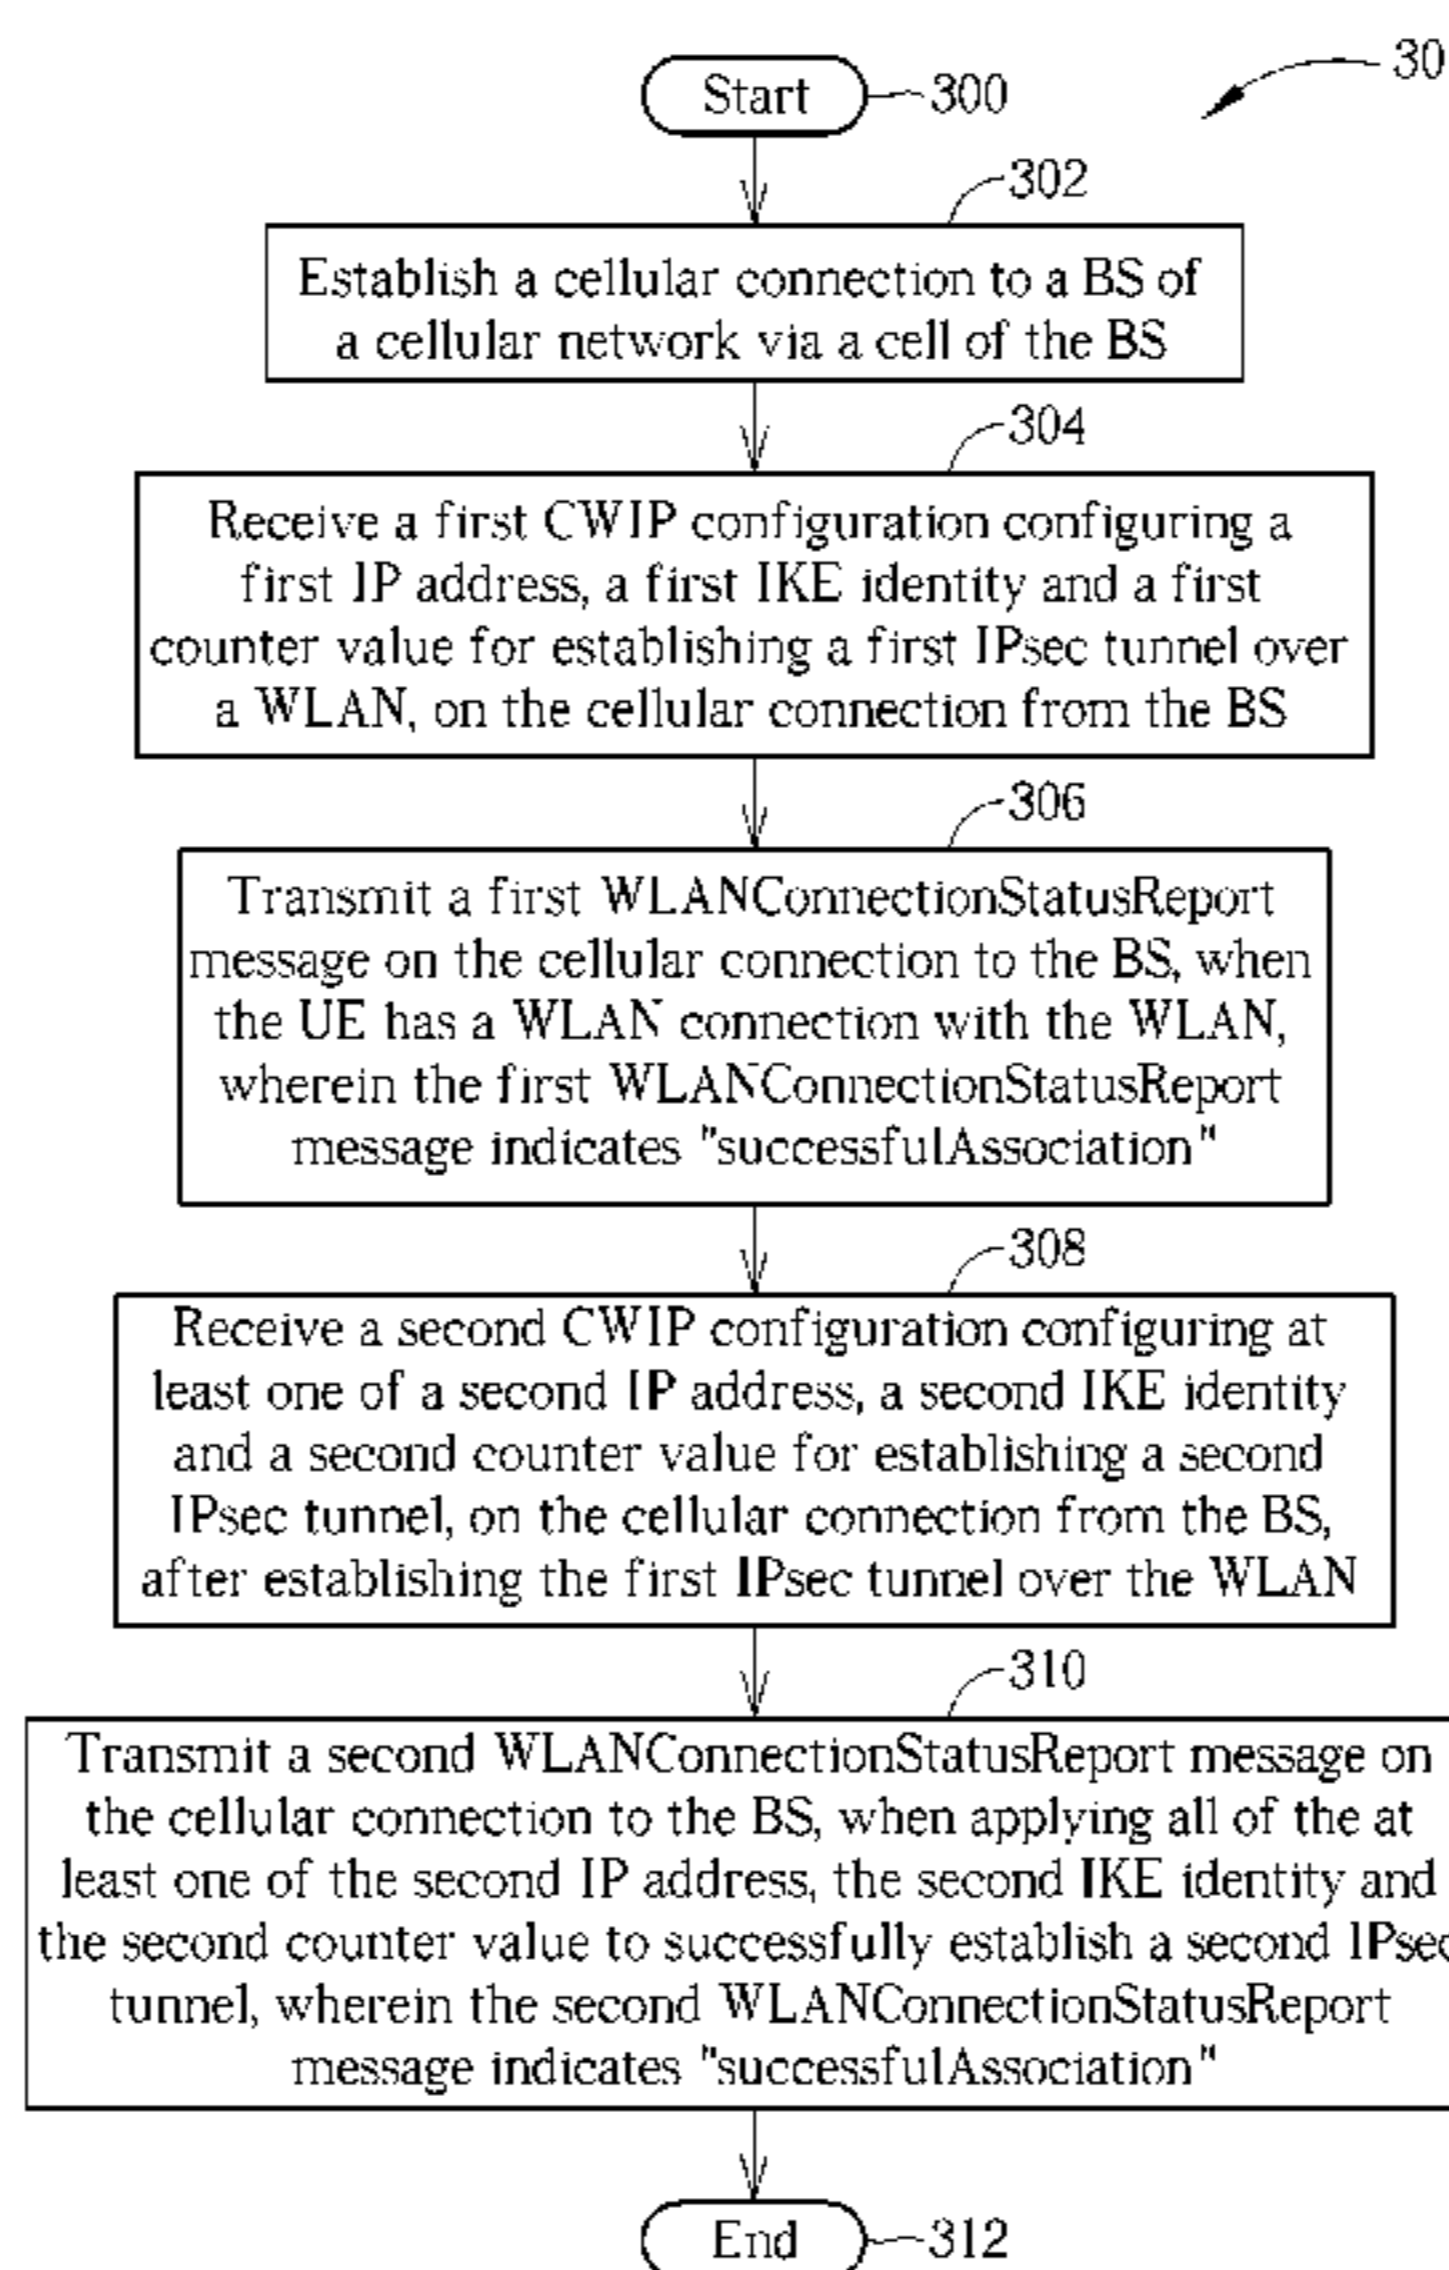 30
Start
300
302
Establish a cellular connection to a BS of
a cellular network via a cell of the BS
304
Receive a first CWIP configuration configuring a
first IP address, a first IKE identity and a first
counter value for establishing a first IPsec tunnel over
a WLAN, on the cellular connection from the BS
306
Transmit a first WLANConnectionStatusReport
message on the cellular connection to the BS, when
the UE has a WLAN connection with the WLAN,
wherein the first WLANConnectionStatusReport
message indicates "successfulAssociation"
308
Receive a second CWIP configuration configuring at
least one of a second IP address, a second IKE identity
and a second counter value for establishing a second
IPsec tunnel, on the cellular connection from the BS,
after establishing the first IPsec tunnel over the WLAN
310
Transmit a second WLANConnectionStatusReport message on
the cellular connection to the BS, when applying all of the at
least one of the second IP address, the second IKE identity and
the second counter value to successfully establish a second IPsec
tunnel, wherein the second WLANConnectionStatusReport
message indicates "successfulAssociation"
End
312